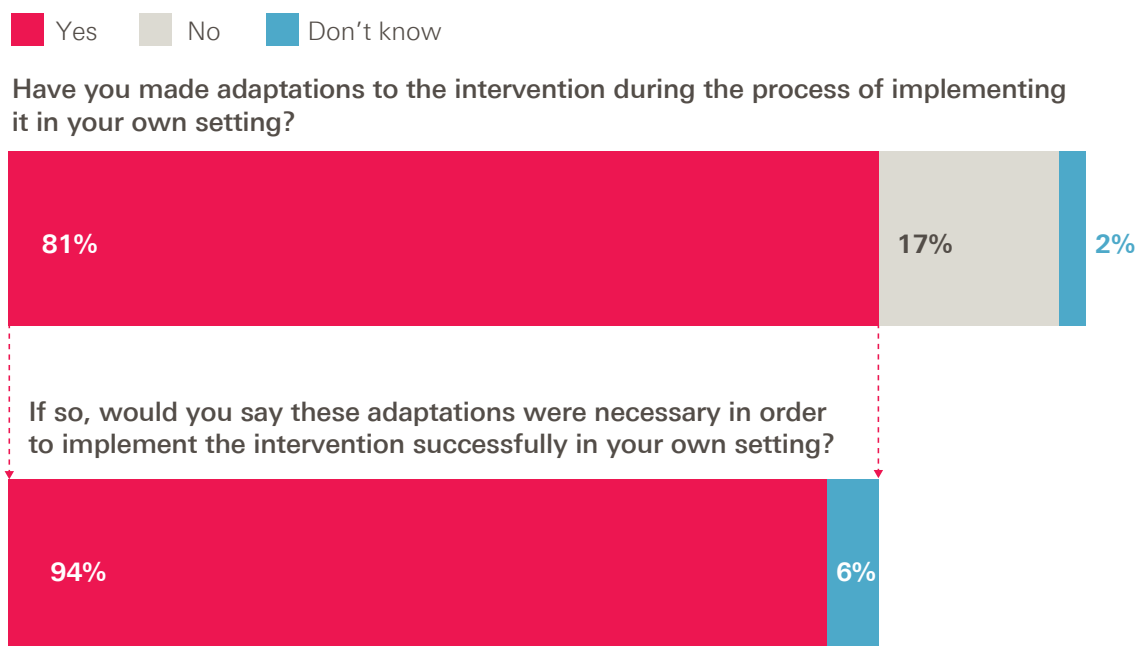 Yes No Don't know
Have you made adaptations to the intervention during the process of implementing
it in your own setting?
81% 17% 2%
If so, would you say these adaptations were necessary in order
to implement the intervention successfully in your own setting?
94% 6%